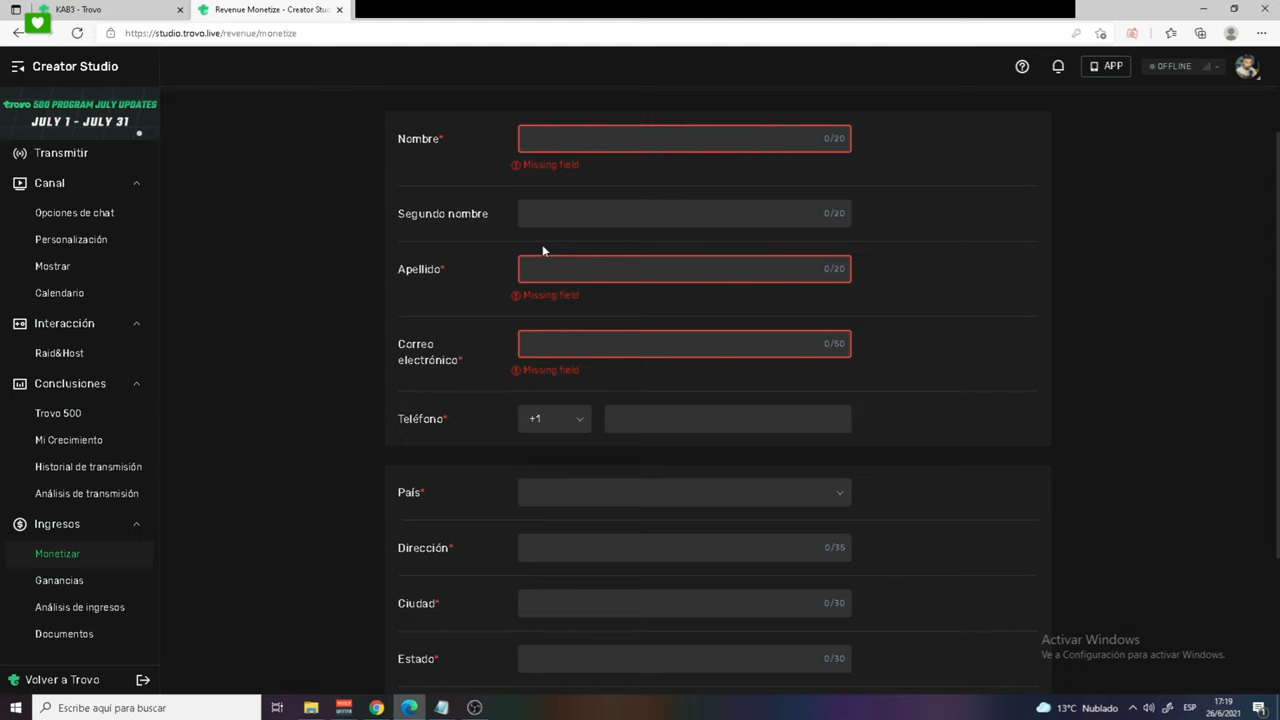 KAB3 - Trovo
Revenue Monetize - Creator Stu
https://studio.trovo.live/revenue/monetize
Creator Studio
APP
OFFLINE
trovo 500 PROGRAM JULY UPDATES
JULY 1 - JULY 31
Transmitir
Canal
Opciones de chat
Personalización
Mostrar
Calendario
Interacción
Raid&Host
Conclusiones
Trovo 500
Mi Crecimiento
Historial de transmisión
Análisis de transmisión
Ingresos
Monetizar
Ganancias
Análisis de ingresos
Documentos
Volver a Trovo
Nombre*
0/20
Missing field
Segundo nombre
0/20
Apellido*
0/20
Missing field
Correo
electrónico*
0/50
Missing field
Teléfono*
+1
País*
Dirección*
0/35
Ciudad*
0/30
Estado*
0/30
Activar Windows
Ve a Configuración para activar Windows.
Escribe aquí para buscar
13°C Nublado
ESP
17:19
26/6/2021